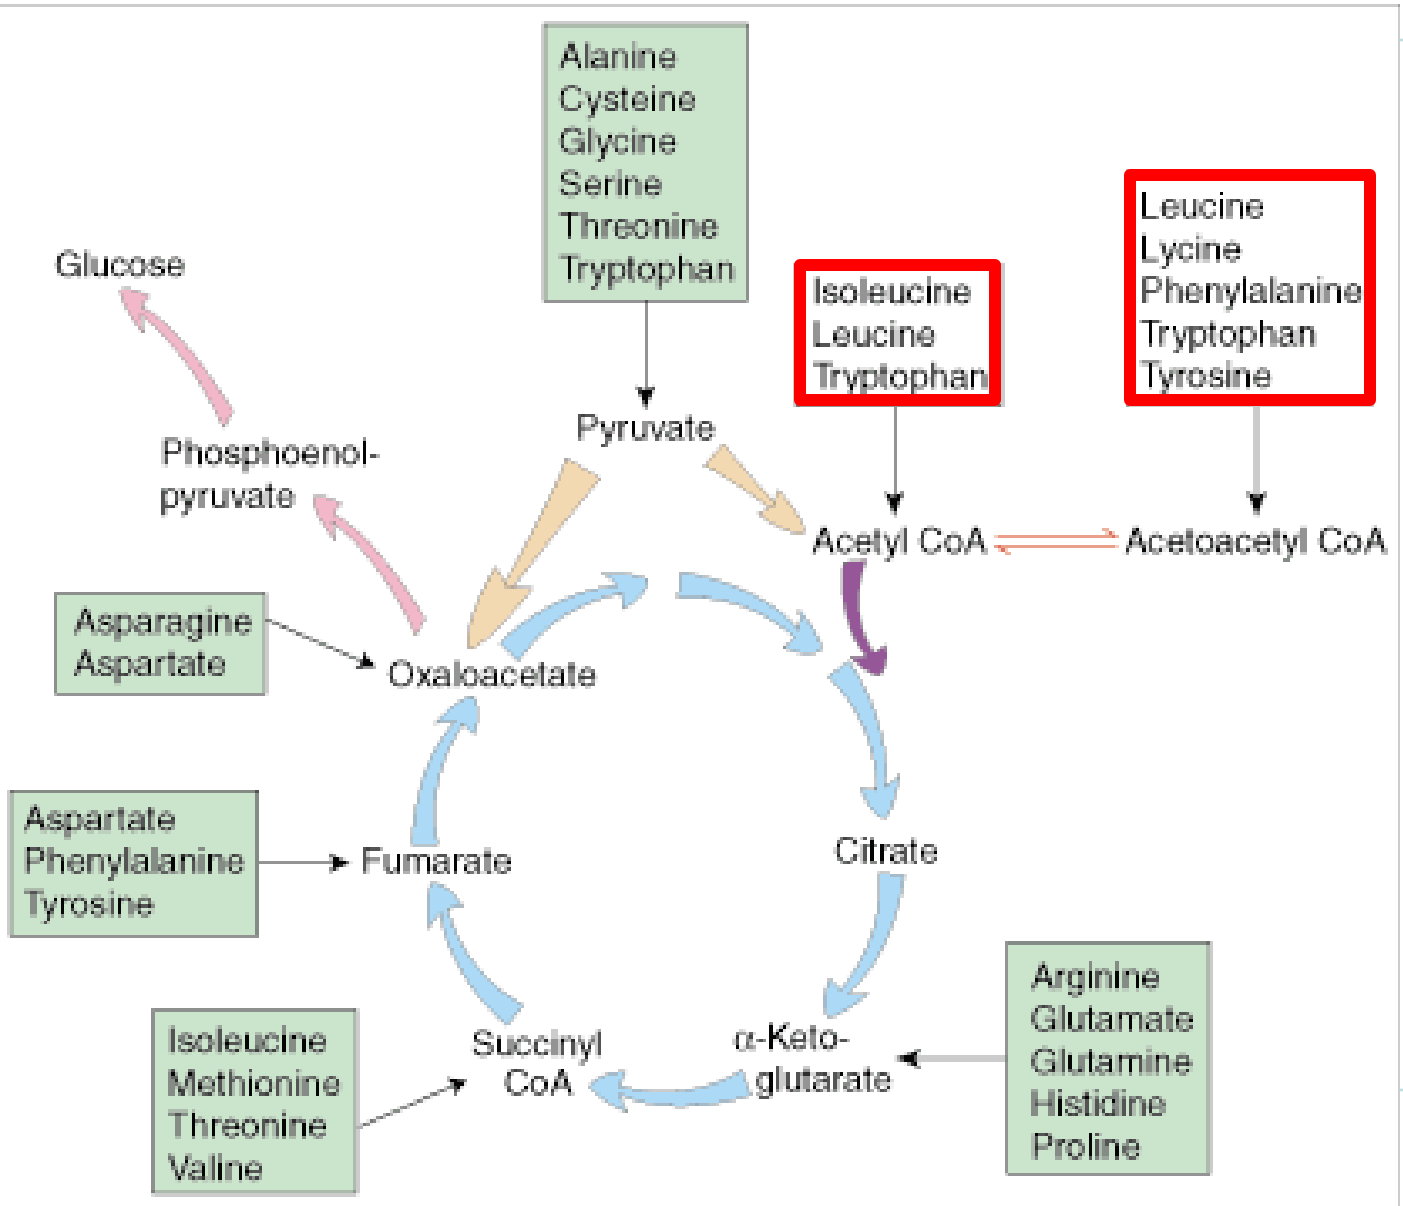 Alanine
Cysteine
Glycine
Serine
Threonine
Tryptophan
Leucine
Lycine
Phenylalanine
Tryptophan
Tyrosine
Glucose
Isoleucine
Leucine
Tryptophan
Pyruvate
Phosphoenol-
pyruvate
Acetyl CoA
Acetoacetyl CoA
Asparagine
Aspartate
Oxaloacetate
Aspartate
Phenylalanine
Tyrosine
Fumarate
Citrate
Arginine
Glutamate
Glutamine
Histidine
Proline
Isoleucine
Methionine
Threonine
Valine
Succinyl
CoA
α-Keto-
glutarate